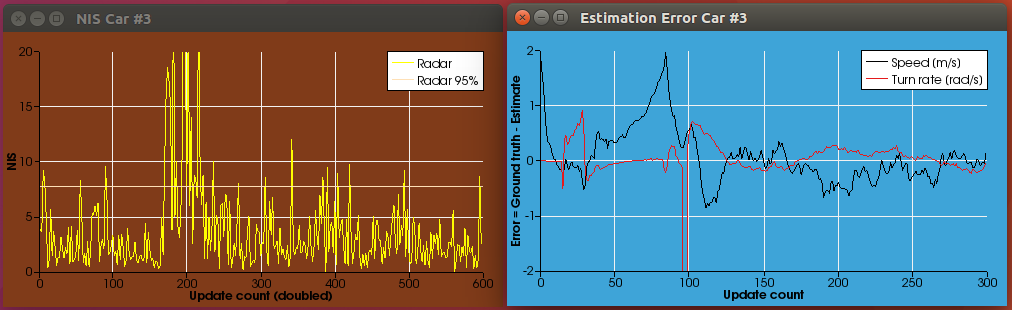 NIS Car #3
20
15
10
5
0
NIS
0 100 200 300 400 500 600
Update count (doubled)
Radar
Radar 95%
Estimation Error Car #3
2
1
0
-1
-2
Error = Ground truth - Estimate
0 50 100 150 200 250 300
Update count
Speed [m/s]
Turn rate [rad/s]